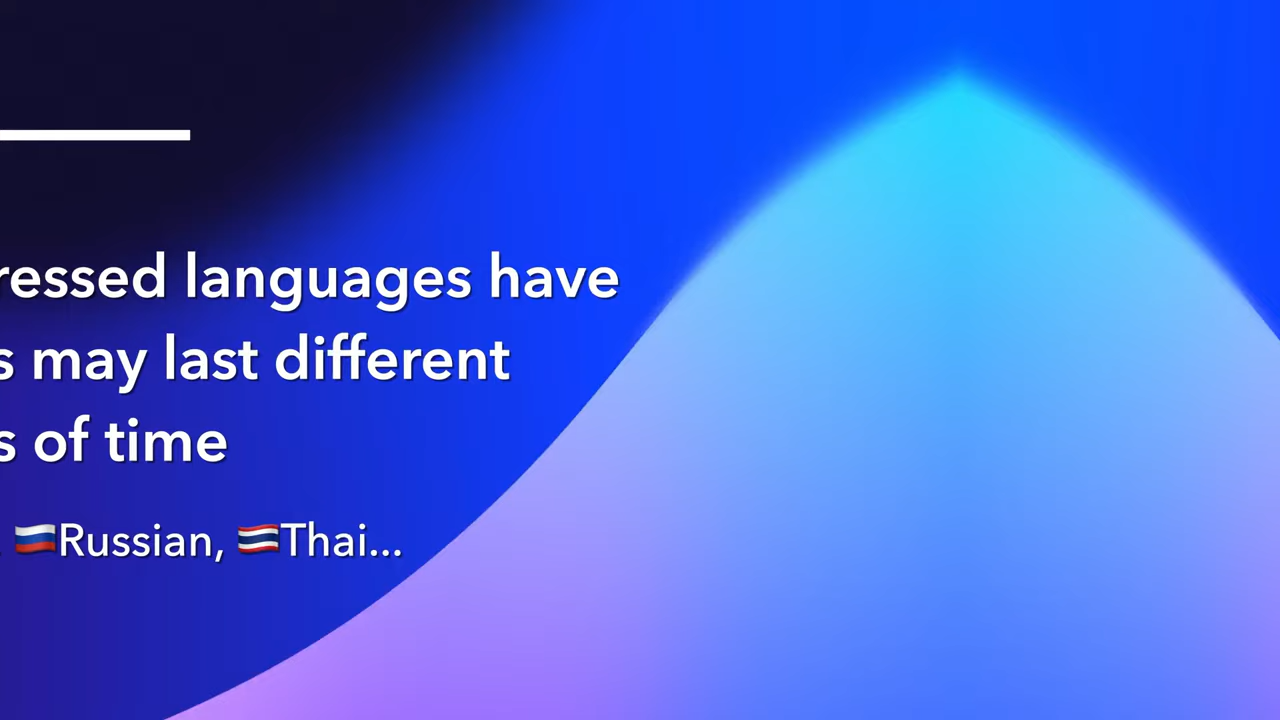 ressed languages have
s may last different
s of time
🇷🇺Russian, 🇹🇭Thai...